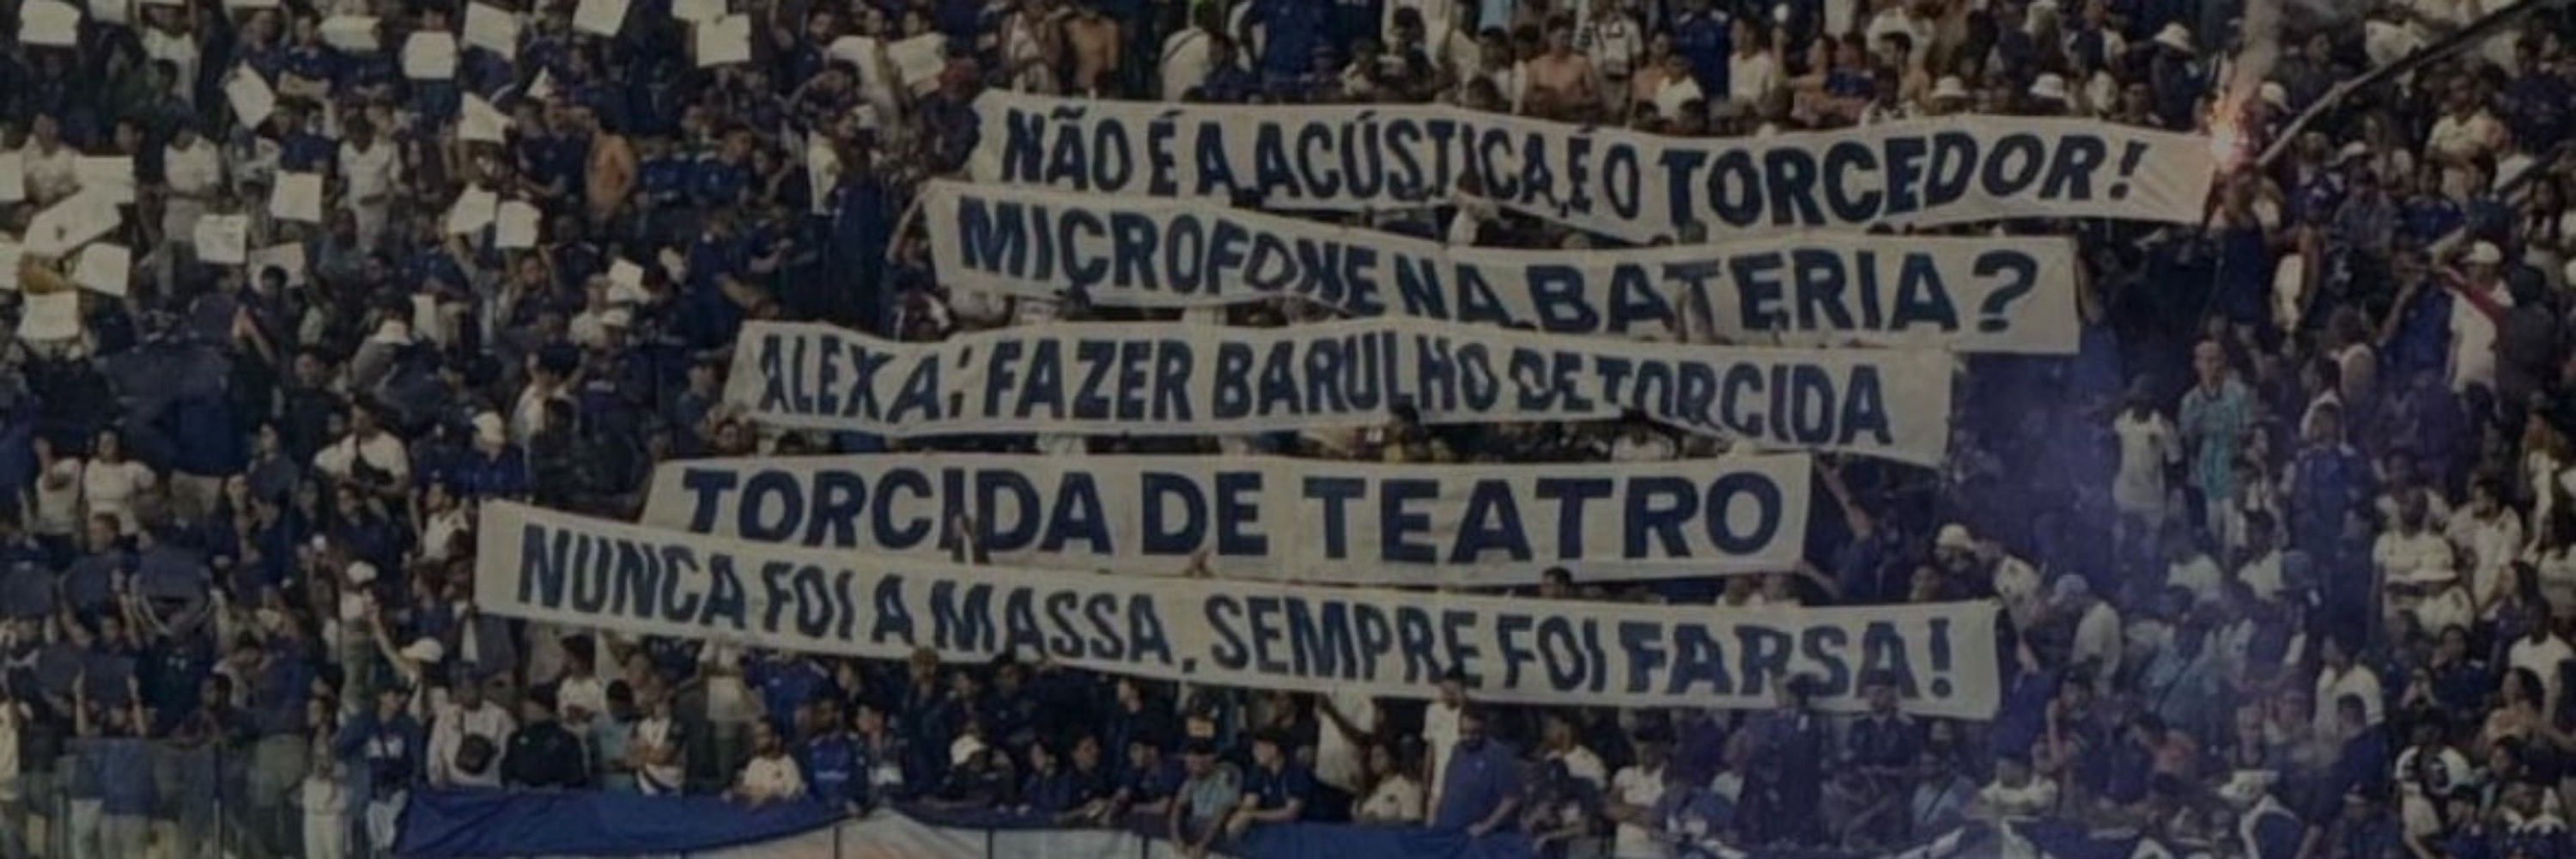 NÃO É A ACÚSTICA, É O TORCEDOR!
MICROFONE NA BATERIA?
ALEXA: FAZER BARULHO DE TORCIDA
TORCIDA DE TEATRO
NUNCA FOI A MASSA, SEMPRE FOI FARSA!